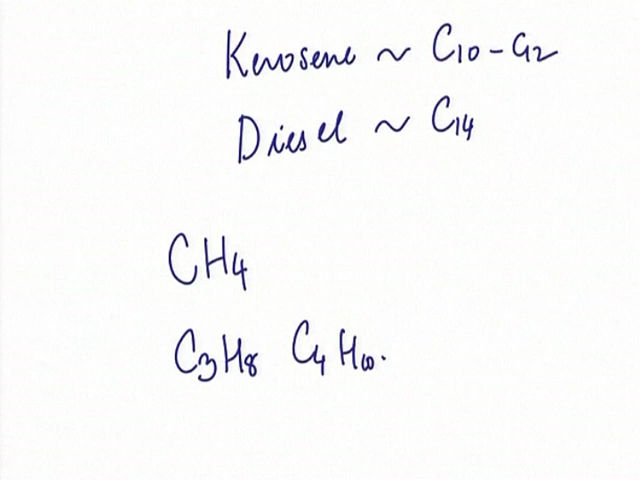 Kerosene ~ C10-C12
Diesel ~ C14
CH4
C3H8 C4H10.